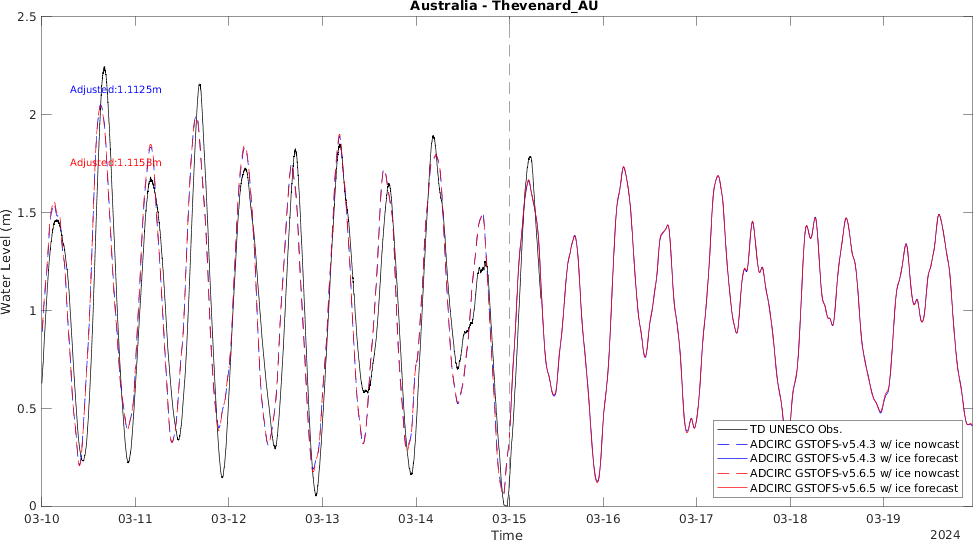 Australia - Thevenard_AU
2.5
2
1.5
1
0.5
0
Water Level (m)
Adjusted:1.1125m
Adjusted:1.1153m
TD UNESCO Obs.
ADCIRC GSTOFS-v5.4.3 w/ ice nowcast
ADCIRC GSTOFS-v5.4.3 w/ ice forecast
ADCIRC GSTOFS-v5.6.5 w/ ice nowcast
ADCIRC GSTOFS-v5.6.5 w/ ice forecast
03-10 03-11 03-12 03-13 03-14 03-15 03-16 03-17 03-18 03-19
Time
2024